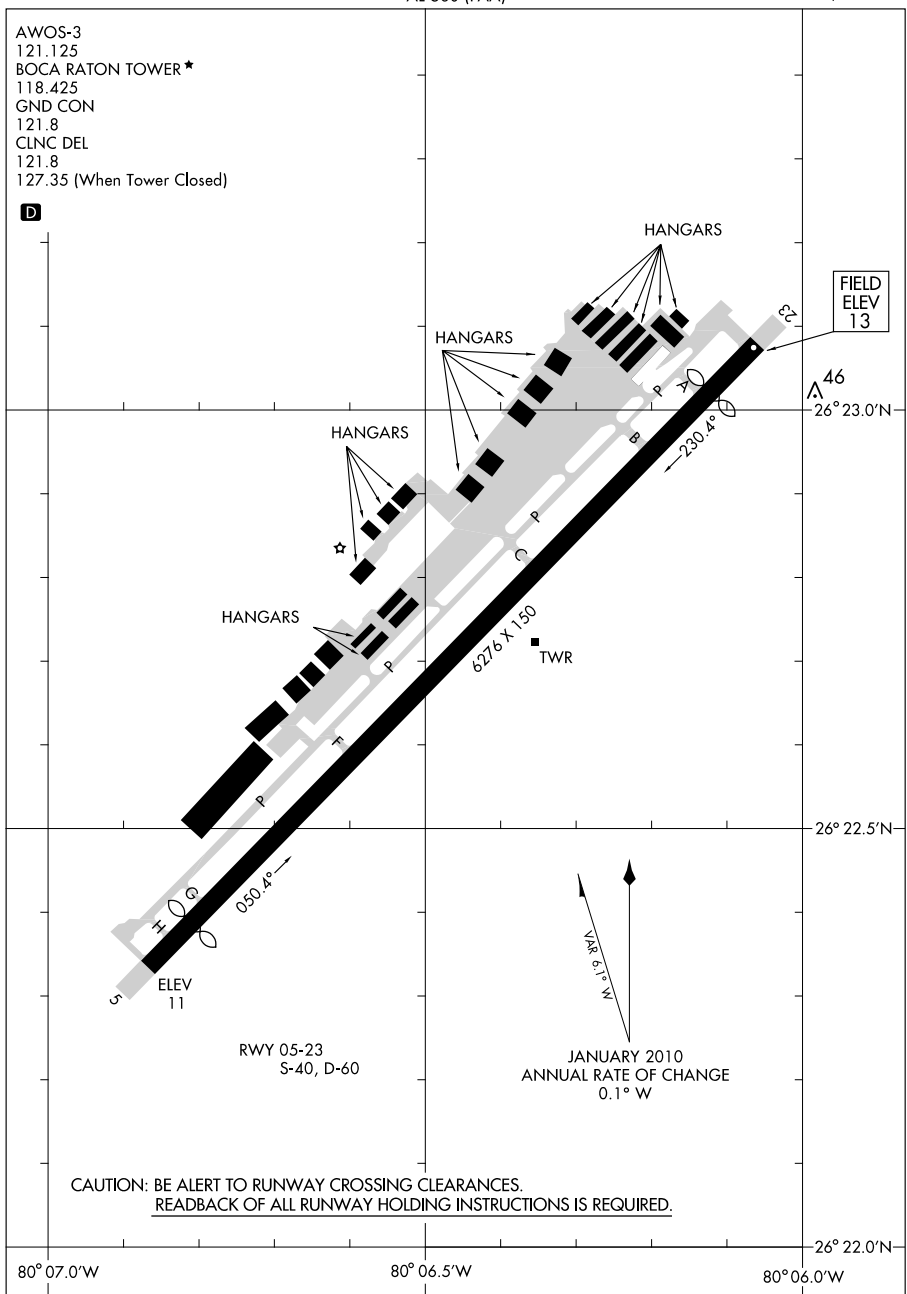 AWOS-3
121.125
BOCA RATON TOWER★
118.425
GND CON
121.8
CLNC DEL
121.8
127.35 (When Tower Closed)
D
HANGARS
FIELD
ELEV
13
23
HANGARS
46
A
P
26° 23.0'N
HANGARS
B
230.4°
P
C
HANGARS
6276 X 150
TWR
P
F
P
26° 22.5'N
050.4°
G
H
VAR 6.1° W
5
ELEV
11
RWY 05-23
S-40, D-60
JANUARY 2010
ANNUAL RATE OF CHANGE
0.1° W
CAUTION: BE ALERT TO RUNWAY CROSSING CLEARANCES.
READBACK OF ALL RUNWAY HOLDING INSTRUCTIONS IS REQUIRED.
26° 22.0'N
80° 07.0'W
80° 06.5'W
80° 06.0'W